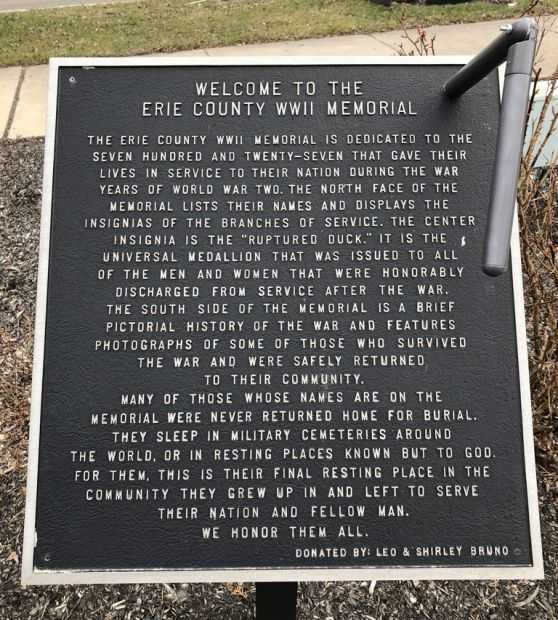 WELCOME TO THE
ERIE COUNTY WWII MEMORIAL
THE ERIE COUNTY WWII MEMORIAL IS DEDICATED TO THE
SEVEN HUNDRED AND TWENTY-SEVEN THAT GAVE THEIR
LIVES IN SERVICE TO THEIR NATION DURING THE WAR
YEARS OF WORLD WAR TWO. THE NORTH FACE OF THE
MEMORIAL LISTS THEIR NAMES AND DISPLAYS THE
INSIGNIAS OF THE BRANCHES OF SERVICE. THE CENTER
INSIGNIA IS THE "RUPTURED DUCK." IT IS THE
UNIVERSAL MEDALLION THAT WAS ISSUED TO ALL
OF THE MEN AND WOMEN THAT WERE HONORABLY
DISCHARGED FROM SERVICE AFTER THE WAR.
THE SOUTH SIDE OF THE MEMORIAL IS A BRIEF
PICTORIAL HISTORY OF THE WAR AND FEATURES
PHOTOGRAPHS OF SOME OF THOSE WHO SURVIVED
THE WAR AND WERE SAFELY RETURNED
TO THEIR COMMUNITY.
MANY OF THOSE WHOSE NAMES ARE ON THE
MEMORIAL WERE NEVER RETURNED HOME FOR BURIAL.
THEY SLEEP IN MILITARY CEMETERIES AROUND
THE WORLD, OR IN RESTING PLACES KNOWN BUT TO GOD.
FOR THEM, THIS IS THEIR FINAL RESTING PLACE IN THE
COMMUNITY THEY GREW UP IN AND LEFT TO SERVE
THEIR NATION AND FELLOW MAN.
WE HONOR THEM ALL.
DONATED BY: LEO & SHIRLEY BRUNO